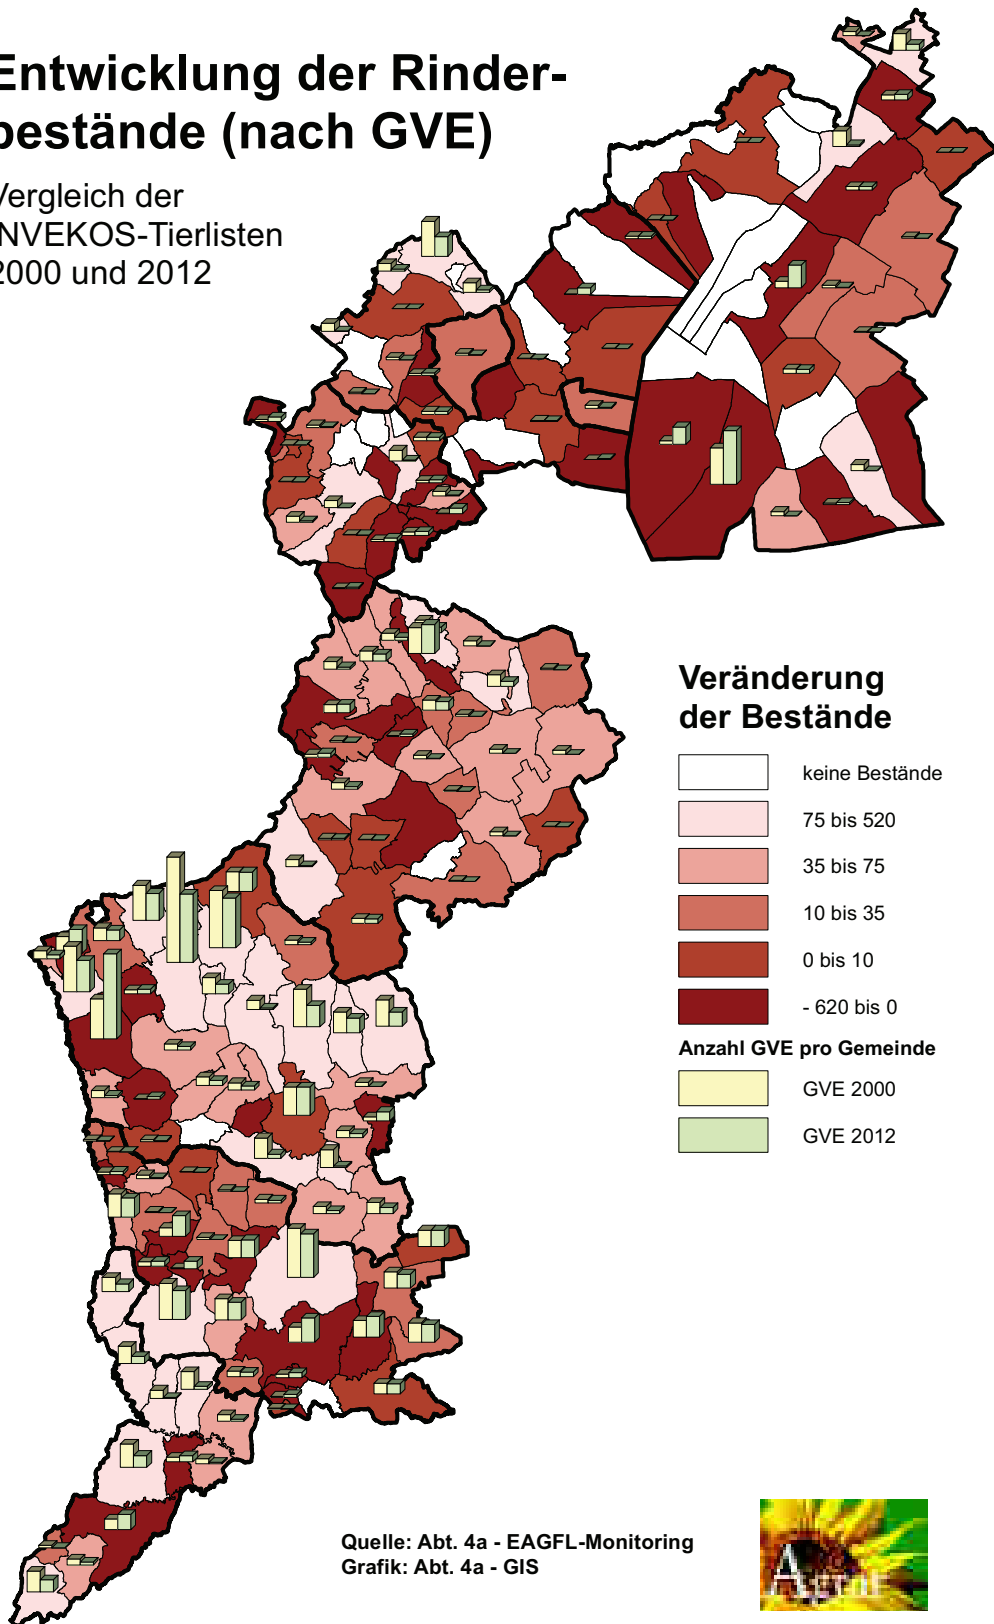 Entwicklung der Rinder-
bestände (nach GVE)
Vergleich der
INVEKOS-Tierlisten
2000 und 2012
Veränderung
der Bestände
keine Bestände
75 bis 520
35 bis 75
10 bis 35
0 bis 10
- 620 bis 0
Anzahl GVE pro Gemeinde
GVE 2000
GVE 2012
Quelle: Abt. 4a - EAGFL-Monitoring
Grafik: Abt. 4a - GIS
Agrar